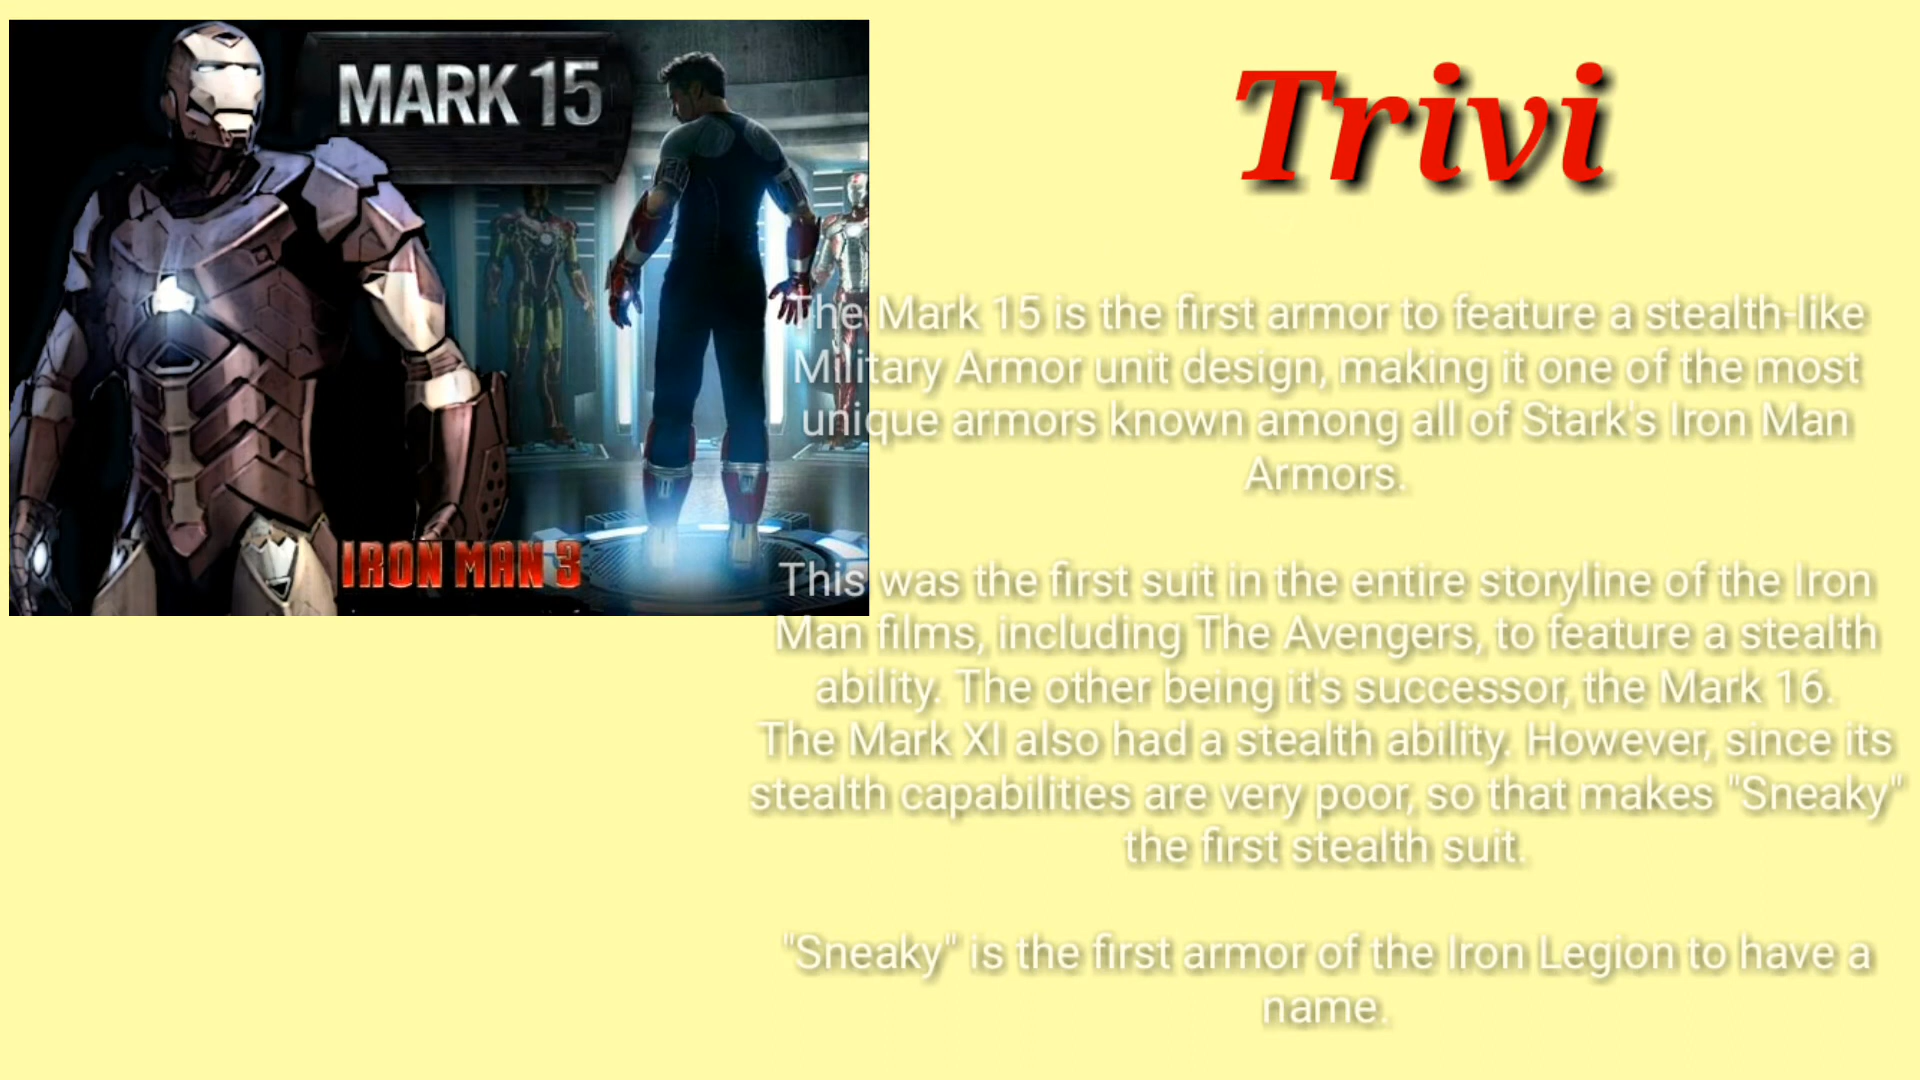 MARK 15
IRON MAN 3
Trivi
The Mark 15 is the first armor to feature a stealth-like
Military Armor unit design, making it one of the most
unique armors known among all of Stark's Iron Man
Armors.
This was the first suit in the entire storyline of the Iron
Man films, including The Avengers, to feature a stealth
ability. The other being it's successor, the Mark 16.
The Mark XI also had a stealth ability. However, since its
stealth capabilities are very poor, so that makes "Sneaky"
the first stealth suit.
"Sneaky" is the first armor of the Iron Legion to have a
name.